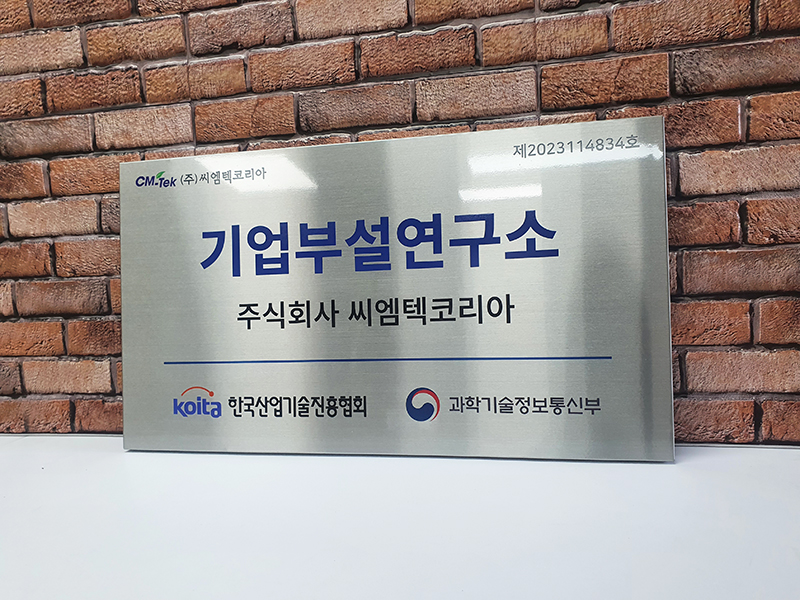 제2023114834호
CM-Tek (주)씨엠텍코리아
기업부설연구소
주식회사 씨엠텍코리아
koita 한국산업기술진흥협회 과학기술정보통신부